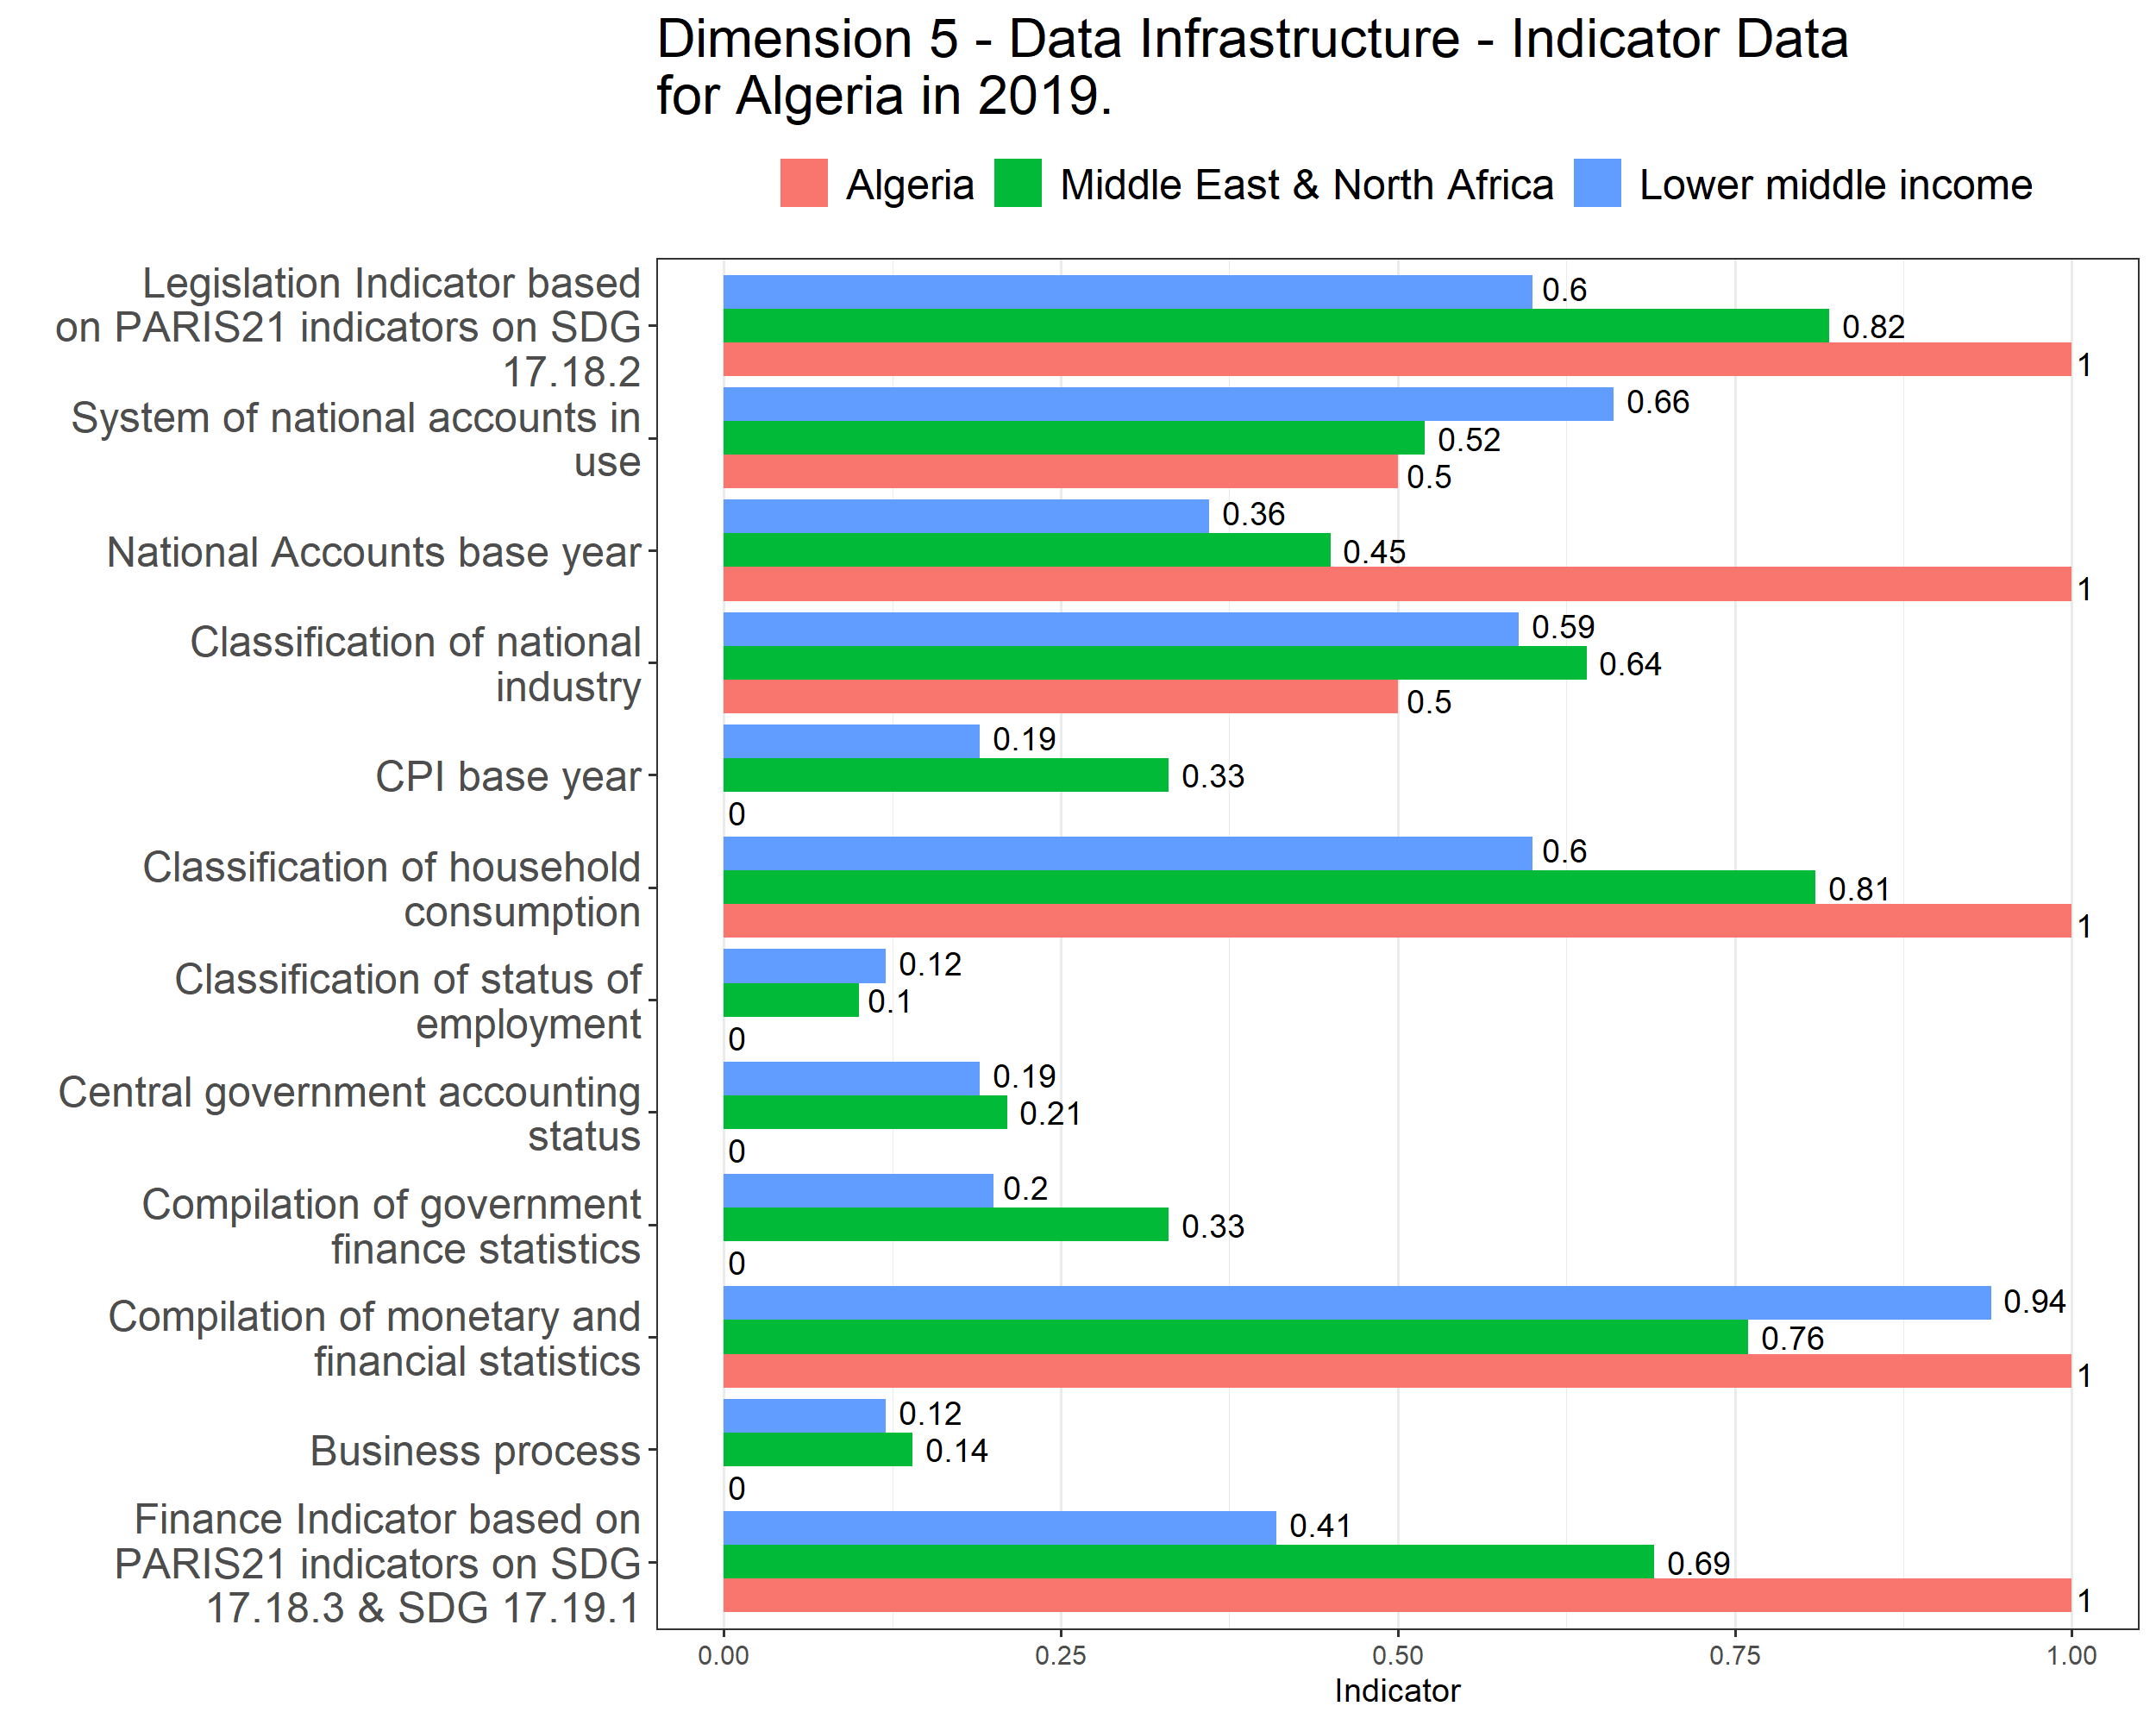 Dimension 5 - Data Infrastructure - Indicator Data
for Algeria in 2019.
Algeria Middle East & North Africa Lower middle income
Legislation Indicator based
on PARIS21 indicators on SDG
17.18.2
0.6
0.82
1
System of national accounts in
use
0.66
0.52
0.5
National Accounts base year
0.36
0.45
1
Classification of national
industry
0.59
0.64
0.5
CPI base year
0.19
0.33
0
Classification of household
consumption
0.6
0.81
1
Classification of status of
employment
0.12
0.1
0
Central government accounting
status
0.19
0.21
0
Compilation of government
finance statistics
0.2
0.33
0
Compilation of monetary and
financial statistics
0.94
0.76
1
Business process
0.12
0.14
0
Finance Indicator based on
PARIS21 indicators on SDG
17.18.3 & SDG 17.19.1
0.41
0.69
1
0.00 0.25 0.50 0.75 1.00
Indicator